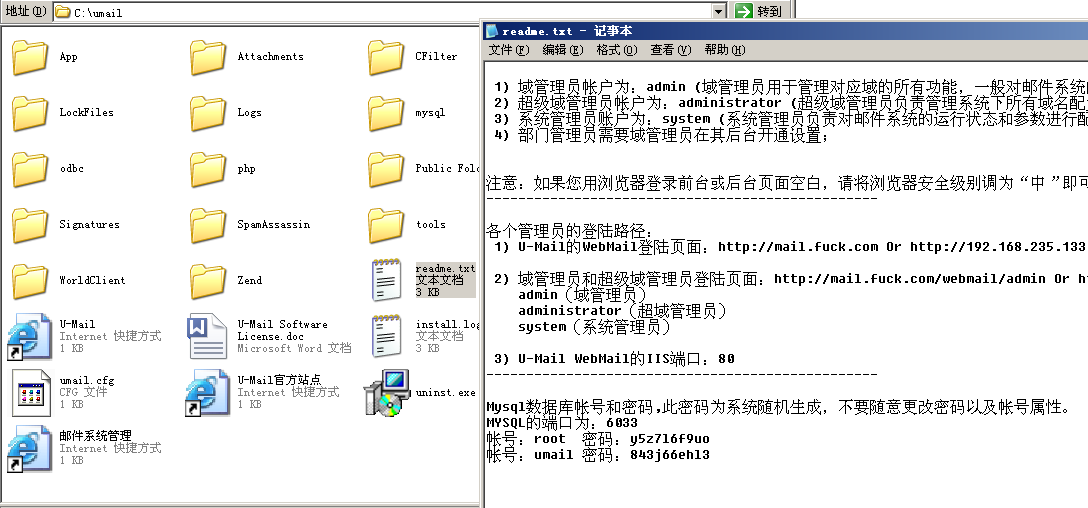 地址(D) C:\umail 转到
App
Attachments
CFilter
LockFiles
Logs
mysql
odbc
php
Public Fol
Signatures
SpamAssassin
tools
WorldClient
Zend
readme.txt
文本文档
3 KB
U-Mail
Internet 快捷方式
1 KB
U-Mail Software
License.doc
Microsoft Word 文档
install.log
文本文档
3 KB
umail.cfg
CFG 文件
1 KB
U-Mail官方站点
Internet 快捷方式
1 KB
uninst.exe
邮件系统管理
Internet 快捷方式
1 KB
readme.txt - 记事本
文件(F) 编辑(E) 格式(O) 查看(V) 帮助(H)
1) 域管理员帐户为: admin (域管理员用于管理对应域的所有功能, 一般对邮件系统
2) 超级域管理员帐户为: administrator (超级域管理员负责管理系统下所有域名配
3) 系统管理员账户为: system (系统管理员负责对邮件系统的运行状态和参数进行配
4) 部门管理员需要域管理员在其后台开通设置;
注意: 如果您用浏览器登录前台或后台页面空白, 请将浏览器安全级别调为“中 ”即可
------------------------------------------------
各个管理员的登陆路径:
1) U-Mail的WebMail登陆页面: http://mail.fuck.com Or http://192.168.235.133
2) 域管理员和超级域管理员登陆页面: http://mail.fuck.com/webmail/admin Or h
admin (域管理员)
administrator (超域管理员)
system (系统管理员)
3) U-Mail WebMail的IIS端口: 80
------------------------------------------------
Mysql数据库帐号和密码,此密码为系统随机生成, 不要随意更改密码以及帐号属性。
MYSQL的端口为: 6033
帐号: root 密码: y5z7l6f9uo
帐号: umail 密码: 843j66ehl3